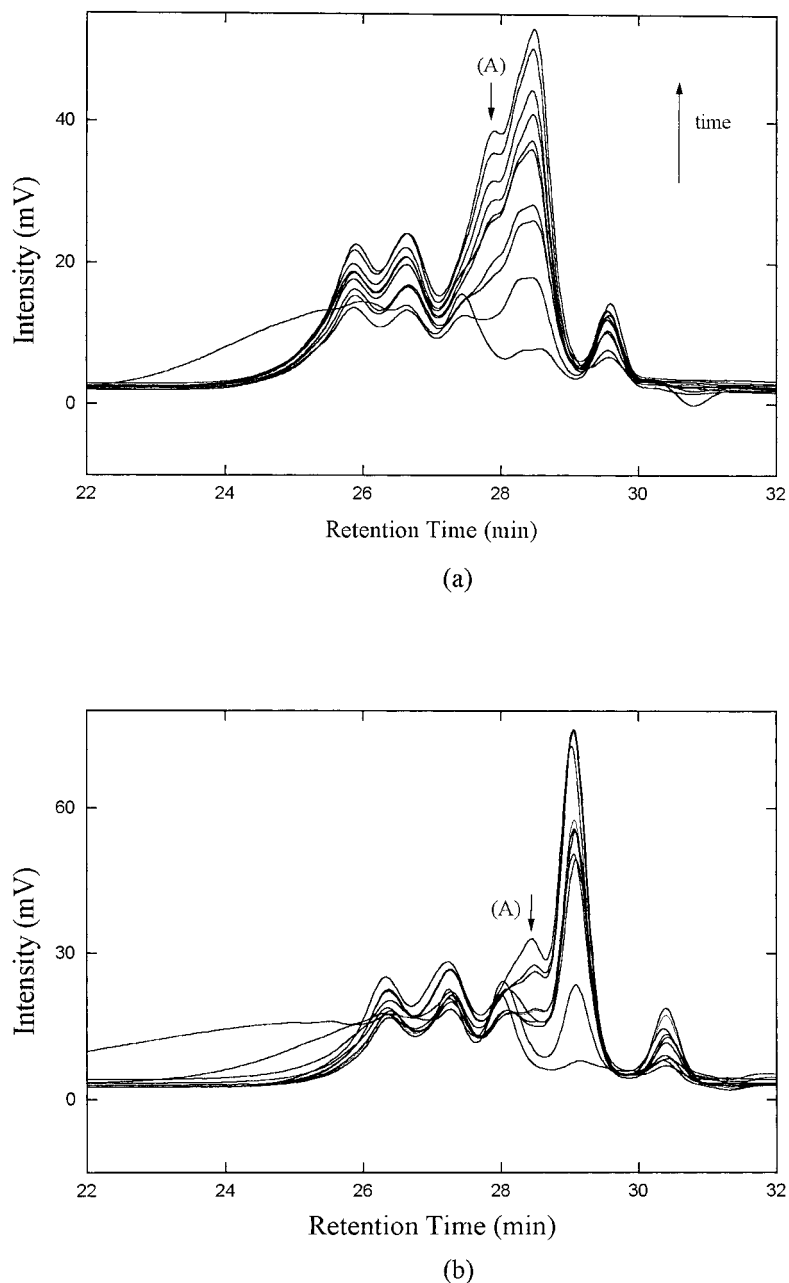 (A)
time
40
20
0
Intensity (mV)
22 24 26 28 30 32
Retention Time (min)
(a)
60
(A)
30
0
Intensity (mV)
22 24 26 28 30 32
Retention Time (min)
(b)